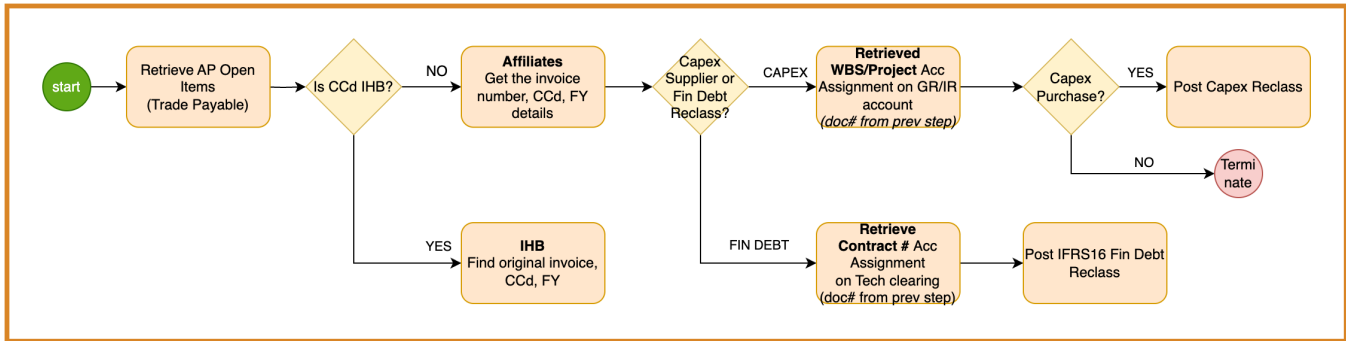 start
Retrieve AP Open
Items
(Trade Payable)
Is CCd IHB?
NO
Affiliates
Get the invoice
number, CCd, FY
details
Capex
Supplier or
Fin Debt
Reclass?
CAPEX
Retrieved
WBS/Project Acc
Assignment on GR/IR
account
(doc# from prev step)
Capex
Purchase?
YES
Post Capex Reclass
NO
Termi
nate
YES
IHB
Find original invoice,
CCd, FY
FIN DEBT
Retrieve
Contract # Acc
Assignment
on Tech clearing
(doc# from prev step)
Post IFRS16 Fin Debt
Reclass